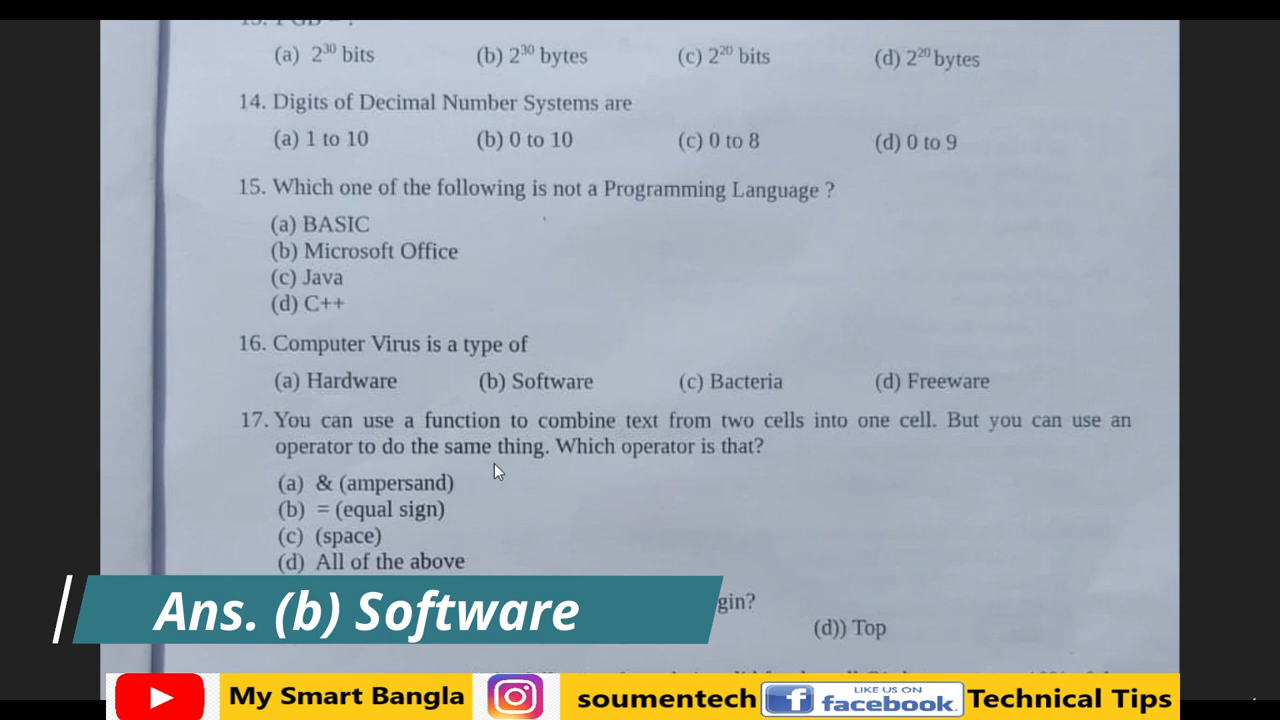 (a) 2³⁰ bits (b) 2³⁰ bytes (c) 2²⁰ bits (d) 2²⁰ bytes
14. Digits of Decimal Number Systems are
(a) 1 to 10 (b) 0 to 10 (c) 0 to 8 (d) 0 to 9
15. Which one of the following is not a Programming Language ?
(a) BASIC
(b) Microsoft Office
(c) Java
(d) C++
16. Computer Virus is a type of
(a) Hardware (b) Software (c) Bacteria (d) Freeware
17. You can use a function to combine text from two cells into one cell. But you can use an
operator to do the same thing. Which operator is that?
(a) & (ampersand)
(b) = (equal sign)
(c) (space)
(d) All of the above
gin?
Ans. (b) Software
(d)) Top
My Smart Bangla soumentech f LIKE US ON facebook. Technical Tips